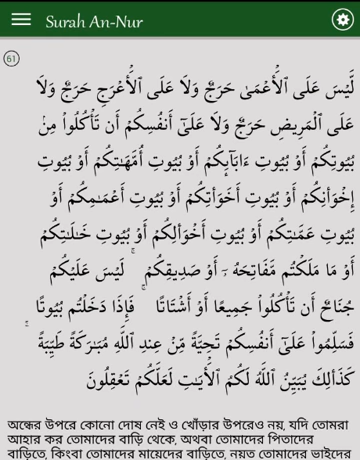 Surah An-Nur
61
لَّيْسَ عَلَى ٱلْأَعْمَىٰ حَرَجٌ وَلَا عَلَى ٱلْأَعْرَجِ حَرَجٌ وَلَا
عَلَى ٱلْمَرِيضِ حَرَجٌ وَلَا عَلَىٰٓ أَنفُسِكُمْ أَن تَأْكُلُوا۟ مِنۢ
بُيُوتِكُمْ أَوْ بُيُوتِ ءَابَآئِكُمْ أَوْ بُيُوتِ أُمَّهَٰتِكُمْ أَوْ بُيُوتِ
إِخْوَٰنِكُمْ أَوْ بُيُوتِ أَخَوَٰتِكُمْ أَوْ بُيُوتِ أَعْمَٰمِكُمْ أَوْ
بُيُوتِ عَمَّٰتِكُمْ أَوْ بُيُوتِ أَخْوَٰلِكُمْ أَوْ بُيُوتِ خَٰلَٰتِكُمْ
أَوْ مَا مَلَكْتُم مَّفَاتِحَهُۥٓ أَوْ صَدِيقِكُمْ ۚ لَيْسَ عَلَيْكُمْ
جُنَاحٌ أَن تَأْكُلُوا۟ جَمِيعًا أَوْ أَشْتَاتًا ۚ فَإِذَا دَخَلْتُم بُيُوتًا
فَسَلِّمُوا۟ عَلَىٰٓ أَنفُسِكُمْ تَحِيَّةً مِّنْ عِندِ ٱللَّهِ مُبَٰرَكَةً طَيِّبَةً ۚ
كَذَٰلِكَ يُبَيِّنُ ٱللَّهُ لَكُمُ ٱلْأَيَٰتِ لَعَلَّكُمْ تَعْقِلُونَ
অন্ধের উপরে কোনো দোষ নেই ও খোঁড়ার উপরেও নয়, যদি তোমরা
আহার কর তোমাদের বাড়ি থেকে, অথবা তোমাদের পিতাদের
বাড়িতে, কিংবা তোমাদের মায়েদের বাড়িতে, নয়ত তোমাদের ভাইদের